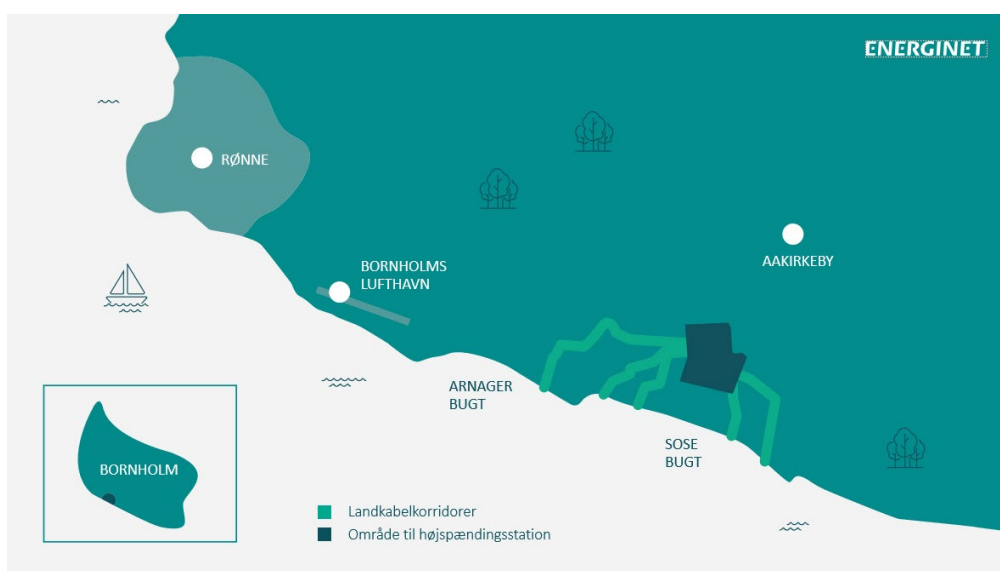 ENERGINET
RØNNE
AAKIRKEBY
BORNHOLMS
LUFTHAVN
ARNAGER
BUGT
SOSE
BUGT
BORNHOLM
Landkabelkorridorer
Område til højspændingsstation